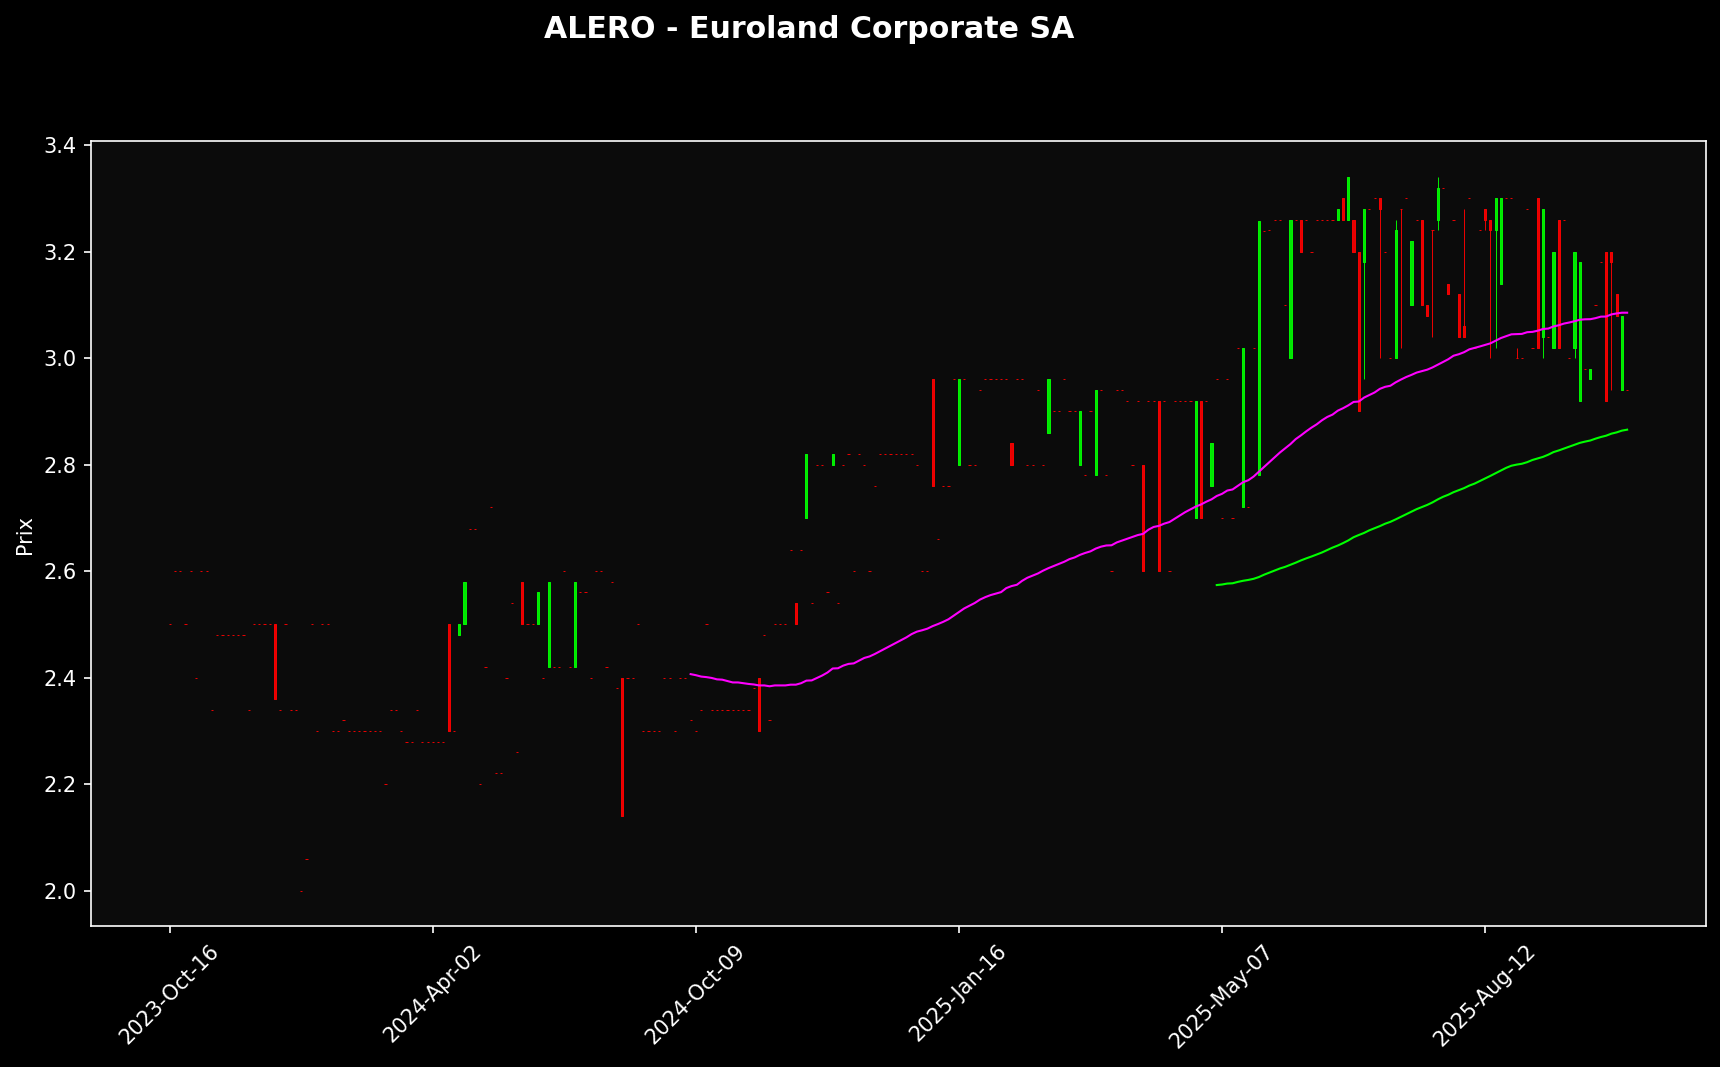 ALERO - Euroland Corporate SA
Prix
3.4
3.2
3.0
2.8
2.6
2.4
2.2
2.0
2023-Oct-16
2024-Apr-02
2024-Oct-09
2025-Jan-16
2025-May-07
2025-Aug-12